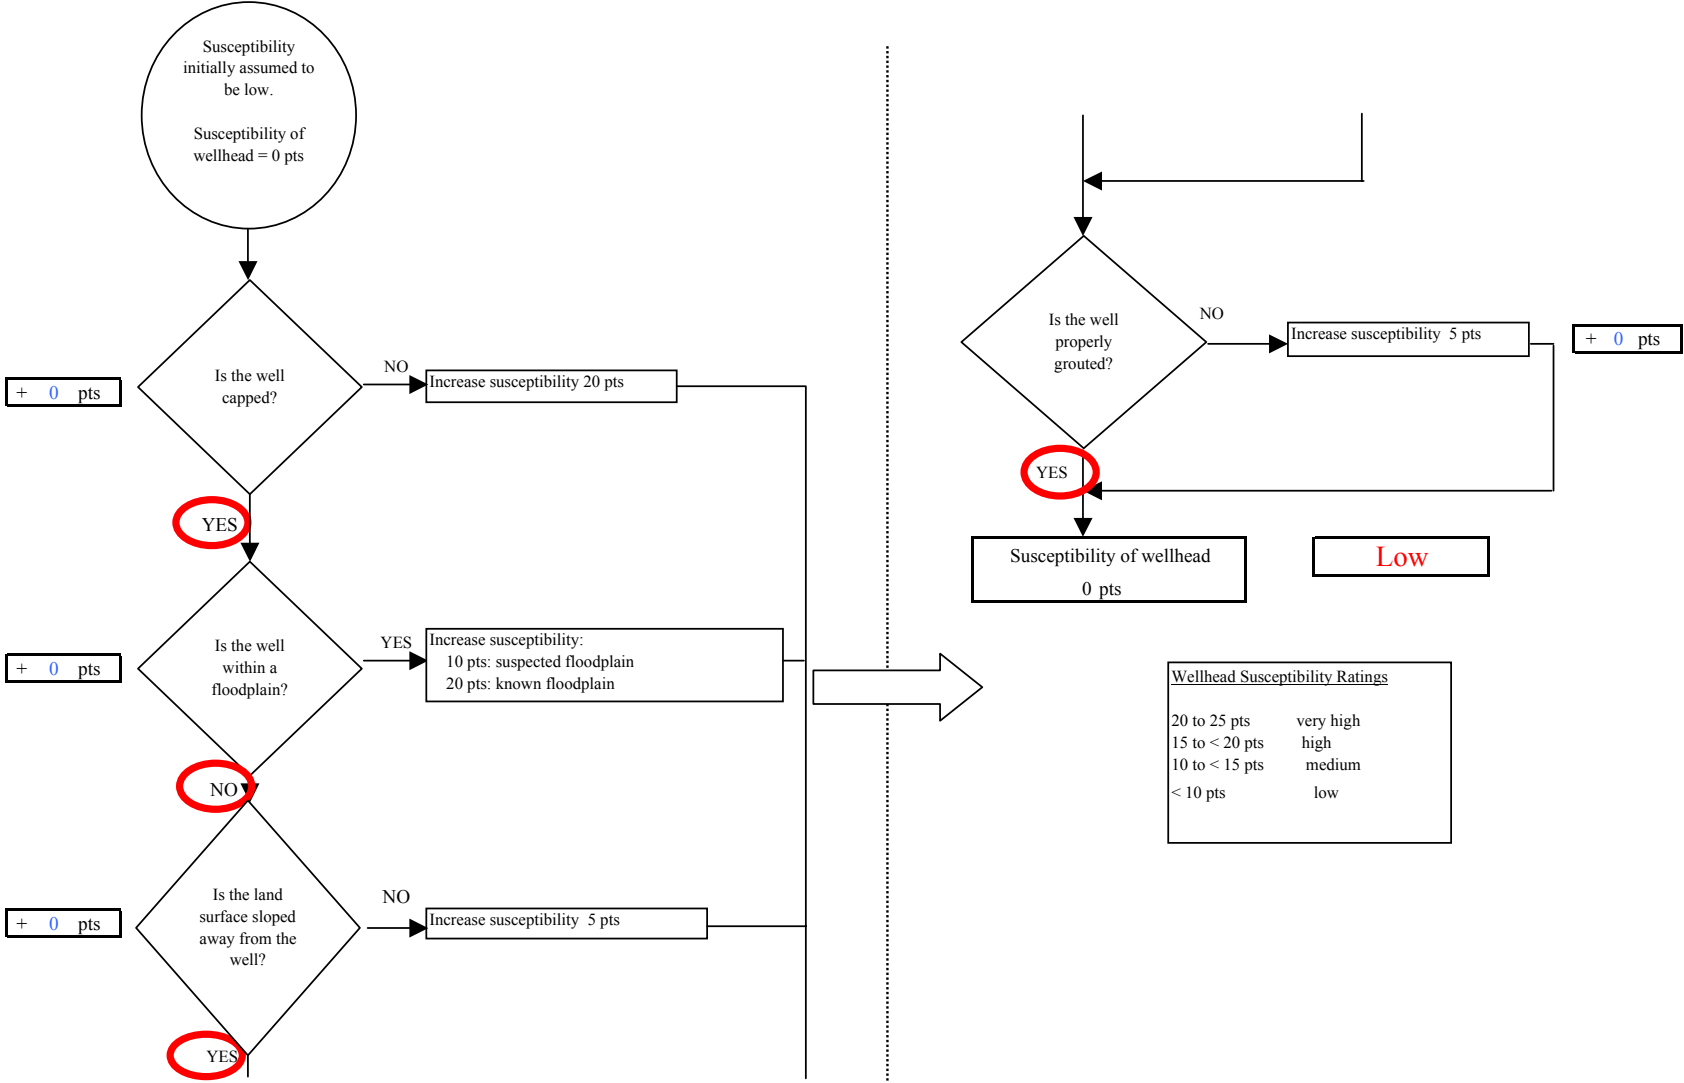 Susceptibility
initially assumed to
be low.
Susceptibility of
wellhead = 0 pts
Is the well
capped?
NO
Increase susceptibility 20 pts
+ 0 pts
YES
Is the well
within a
floodplain?
YES
Increase susceptibility:
10 pts: suspected floodplain
20 pts: known floodplain
+ 0 pts
NO
Is the land
surface sloped
away from the
well?
NO
Increase susceptibility 5 pts
+ 0 pts
YES
Is the well
properly
grouted?
NO
Increase susceptibility 5 pts
+ 0 pts
YES
Susceptibility of wellhead
0 pts
Low
Wellhead Susceptibility Ratings
20 to 25 pts very high
15 to < 20 pts high
10 to < 15 pts medium
< 10 pts low